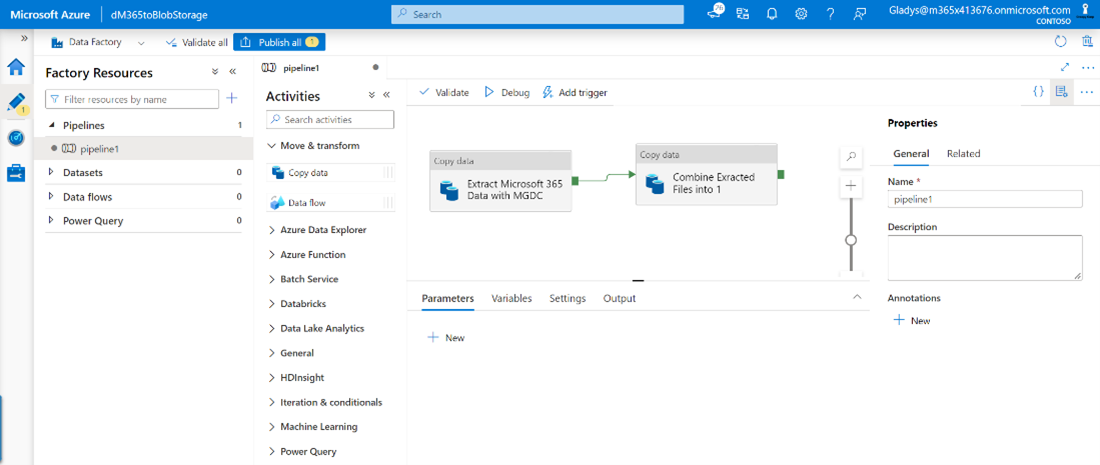 Microsoft Azure
dM365toBlobStorage
Search
26
Gladys@m365x413676.onmicrosoft.com
CONTOSO
Data Factory
Validate all
Publish all
1
Factory Resources
Filter resources by name
Pipelines
1
pipeline1
Datasets
0
Data flows
0
Power Query
0
1
pipeline1
Activities
Search activities
Move & transform
Copy data
Data flow
Azure Data Explorer
Azure Function
Batch Service
Databricks
Data Lake Analytics
General
HDInsight
Iteration & conditionals
Machine Learning
Power Query
Validate
Debug
Add trigger
Copy data
Extract Microsoft 365
Data with MGDC
Copy data
Combine Exracted
Files into 1
Parameters
Variables
Settings
Output
New
Properties
General
Related
Name *
pipeline1
Description
Annotations
New